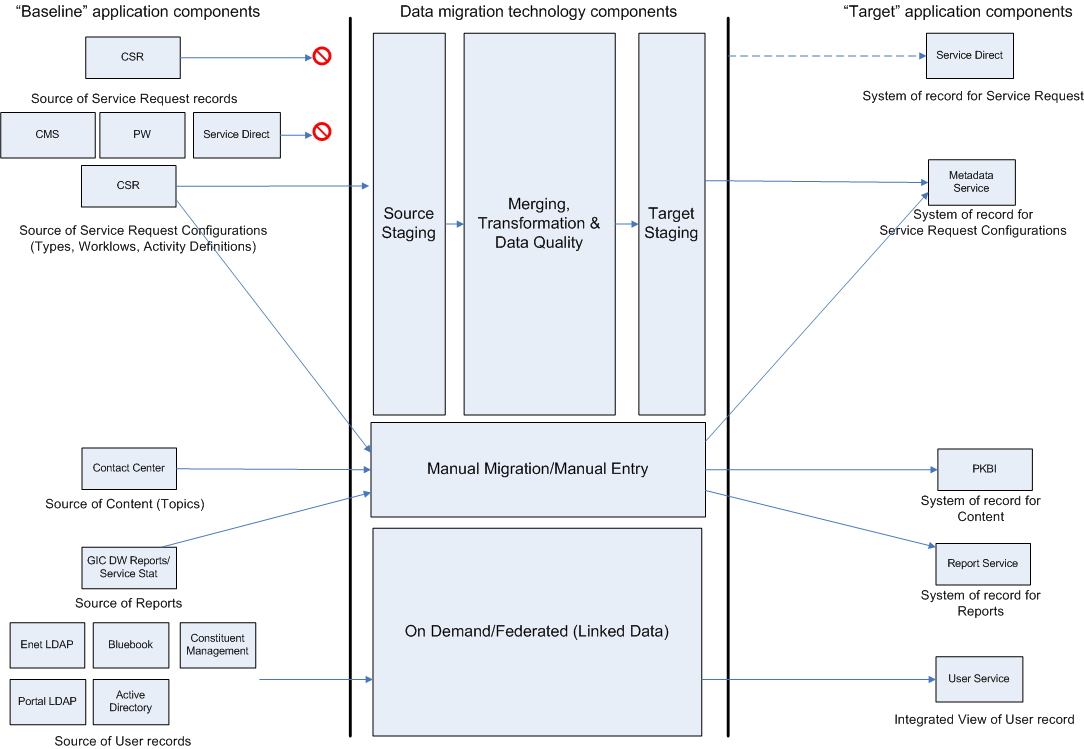 “Baseline” application components
Data migration technology components
“Target” application components
CSR
Source of Service Request records
CMS
PW
Service Direct
CSR
Source of Service Request Configurations
(Types, Worklows, Activity Definitions)
Contact Center
Source of Content (Topics)
GIC DW Reports/
Service Stat
Source of Reports
Enet LDAP
Bluebook
Constituent
Management
Portal LDAP
Active
Directory
Source of User records
Source
Staging
Merging,
Transformation &
Data Quality
Target
Staging
Manual Migration/Manual Entry
On Demand/Federated (Linked Data)
Service Direct
System of record for Service Request
Metadata
Service
System of record for
Service Request Configurations
PKBI
System of record for
Content
Report Service
System of record for
Reports
User Service
Integrated View of User record